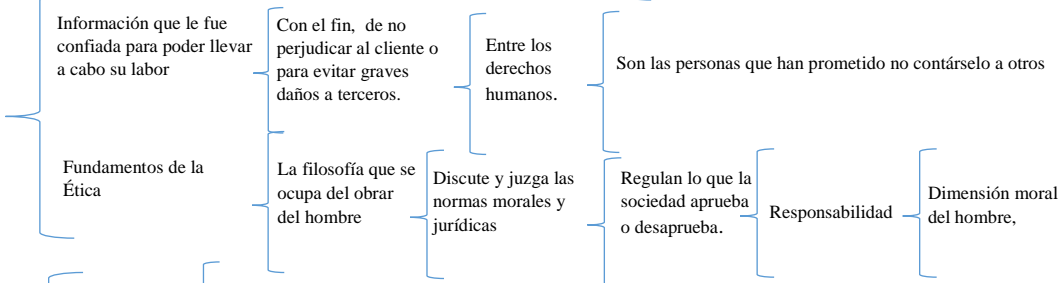 Información que le fue
confiada para poder llevar
a cabo su labor
Con el fin, de no
perjudicar al cliente o
para evitar graves
daños a terceros.
Entre los
derechos
humanos.
Son las personas que han prometido no contárselo a otros
Fundamentos de la
Ética
La filosofía que se
ocupa del obrar
del hombre
Discute y juzga las
normas morales y
jurídicas
Regulan lo que la
sociedad aprueba
o desaprueba.
Responsabilidad
Dimensión moral
del hombre,